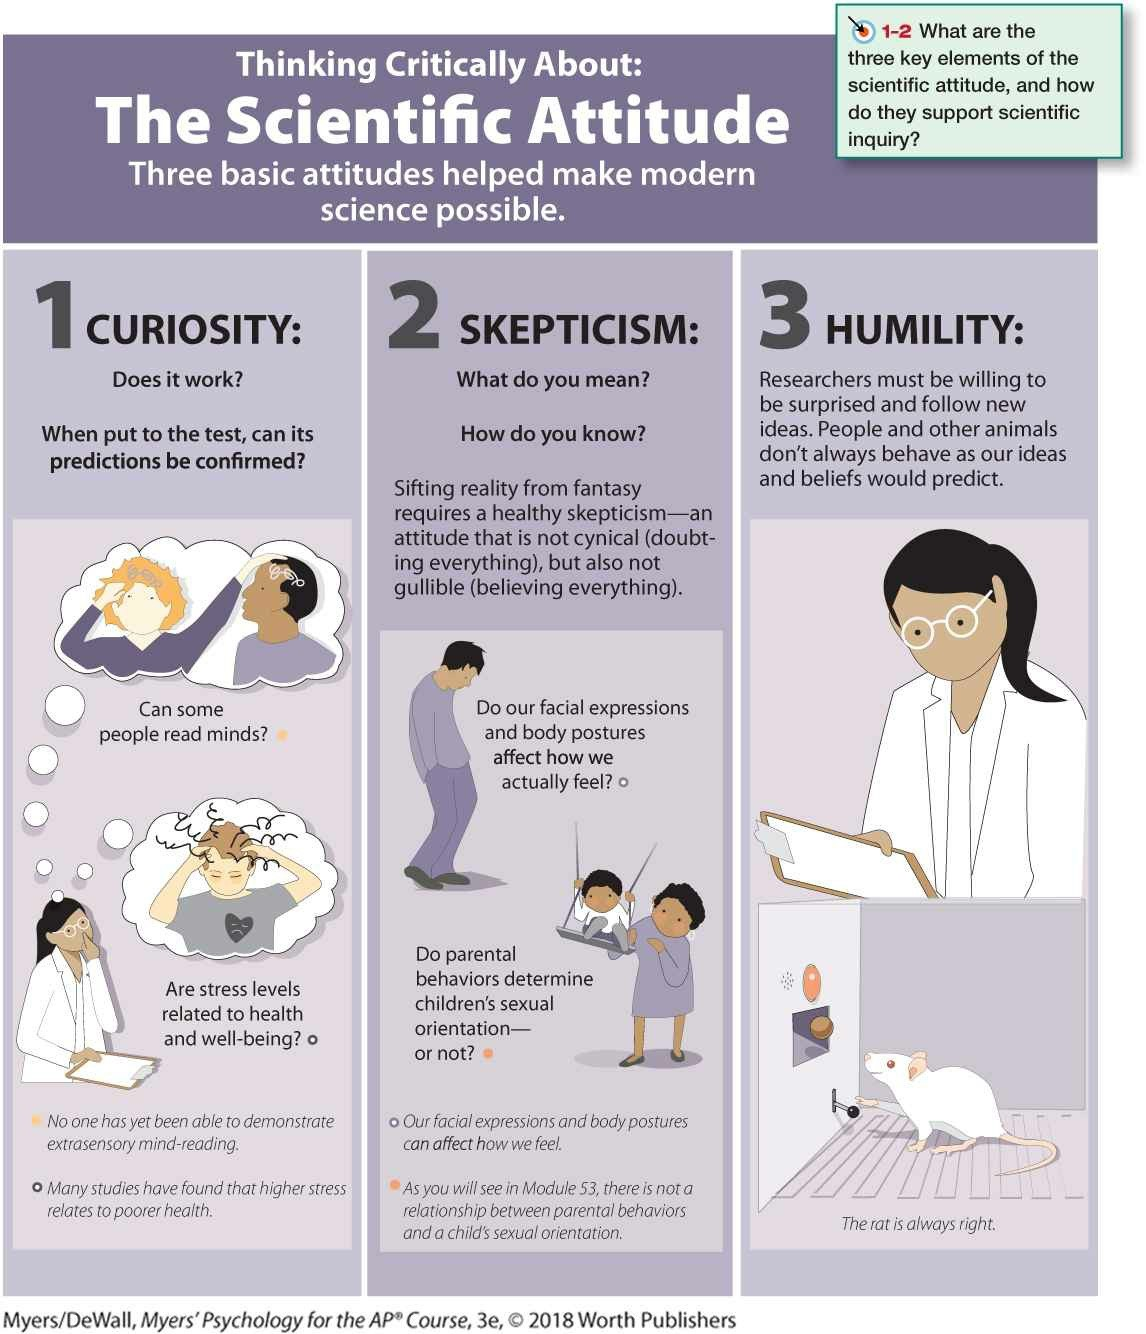 1-2 What are the
three key elements of the
scientific attitude, and how
do they support scientific
inquiry?
Thinking Critically About:
The Scientific Attitude
Three basic attitudes helped make modern
science possible.
1 CURIOSITY:
Does it work?
When put to the test, can its
predictions be confirmed?
Can some
people read minds?
Are stress levels
related to health
and well-being?
No one has yet been able to demonstrate
extrasensory mind-reading.
Many studies have found that higher stress
relates to poorer health.
2 SKEPTICISM:
What do you mean?
How do you know?
Sifting reality from fantasy
requires a healthy skepticism—an
attitude that is not cynical (doubt-
ing everything), but also not
gullible (believing everything).
Do our facial expressions
and body postures
affect how we
actually feel?
Do parental
behaviors determine
children's sexual
orientation—
or not?
Our facial expressions and body postures
can affect how we feel.
As you will see in Module 53, there is not a
relationship between parental behaviors
and a child's sexual orientation.
3 HUMILITY:
Researchers must be willing to
be surprised and follow new
ideas. People and other animals
don't always behave as our ideas
and beliefs would predict.
The rat is always right.
Myers/DeWall, Myers' Psychology for the AP® Course, 3e, © 2018 Worth Publishers